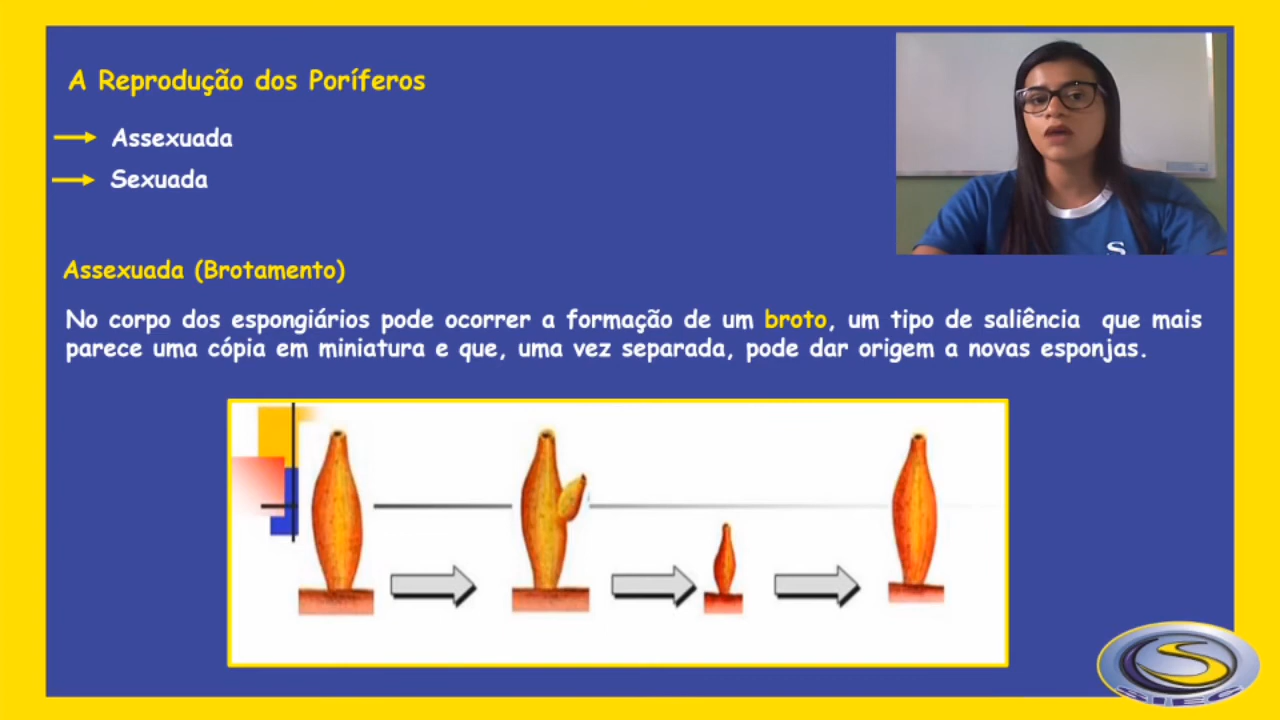 A Reprodução dos Poríferos
Assexuada
Sexuada
Assexuada (Brotamento)
No corpo dos espongiários pode ocorrer a formação de um broto, um tipo de saliência que mais
parece uma cópia em miniatura e que, uma vez separada, pode dar origem a novas esponjas.
S